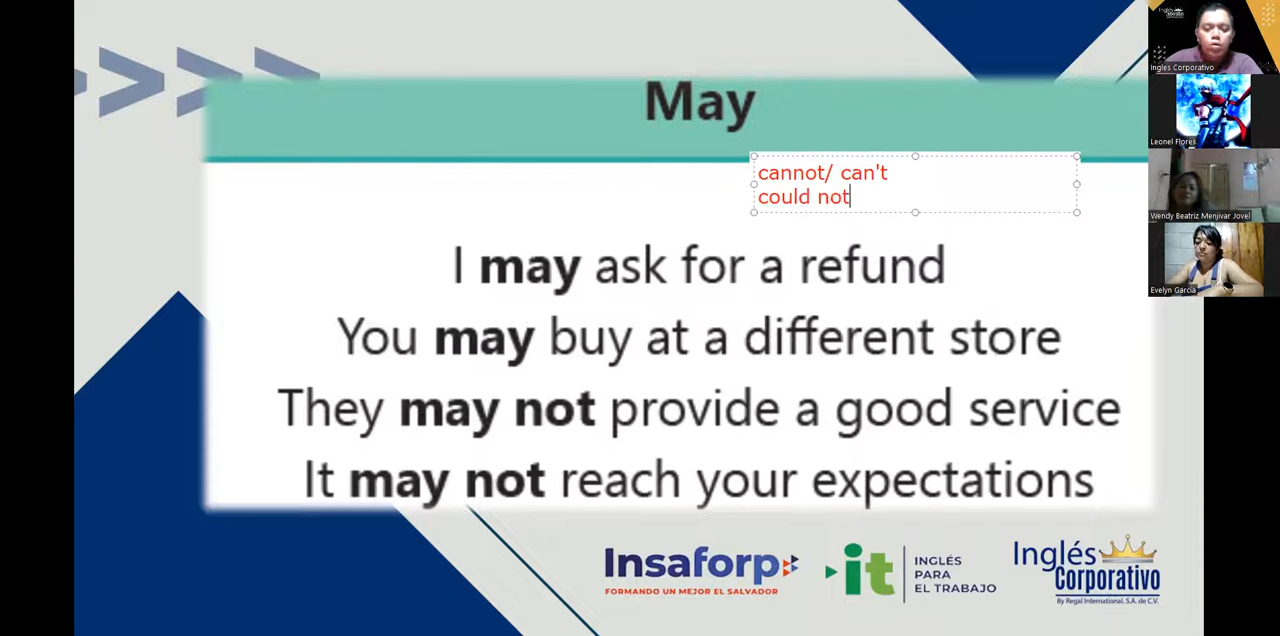 May
cannot/ can't
could not
I may ask for a refund
You may buy at a different store
They may not provide a good service
It may not reach your expectations
Insaforp
FORMANDO UN MEJOR EL SALVADOR
it
INGLÉS
PARA
EL TRABAJO
Inglés
Corporativo
By Regal International, S.A. de C.V.
Ingles Corporativo
Leonel Flores
Wendy Beatriz Menjivar Jovel
Evelyn Garcia